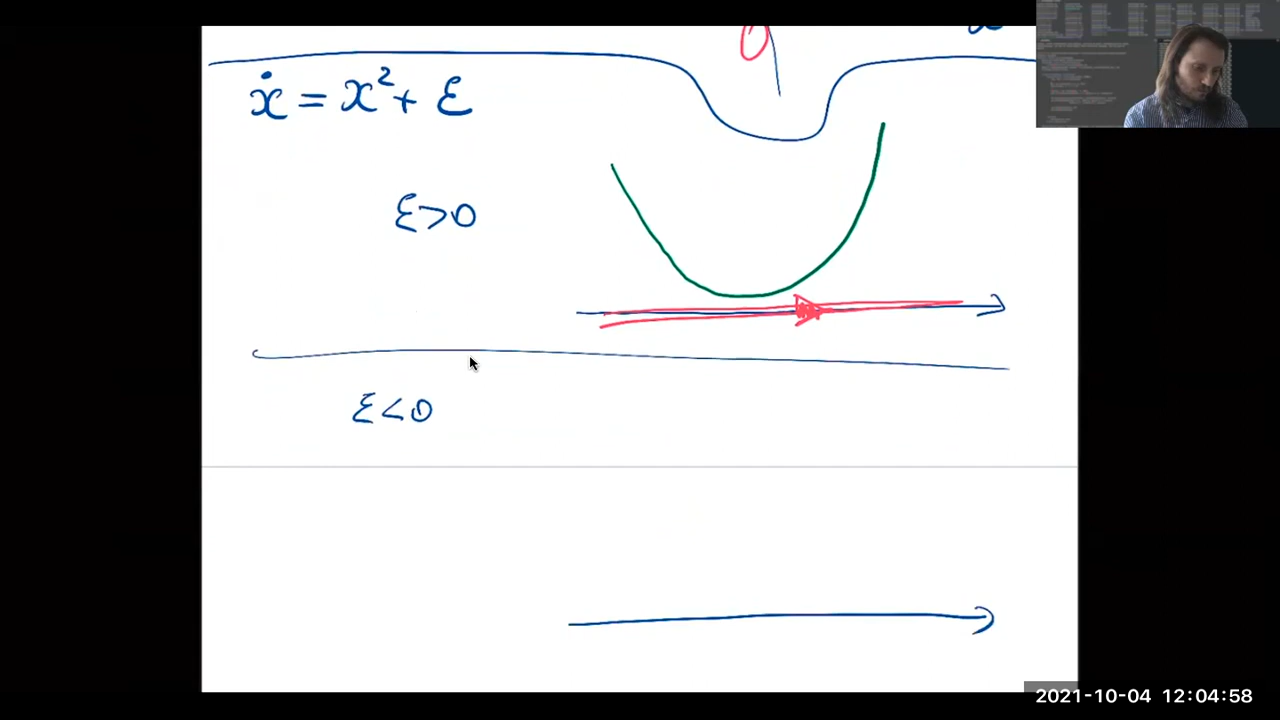 ẋ = x² + ε
ε>0
ε<0
2021-10-04 12:04:58